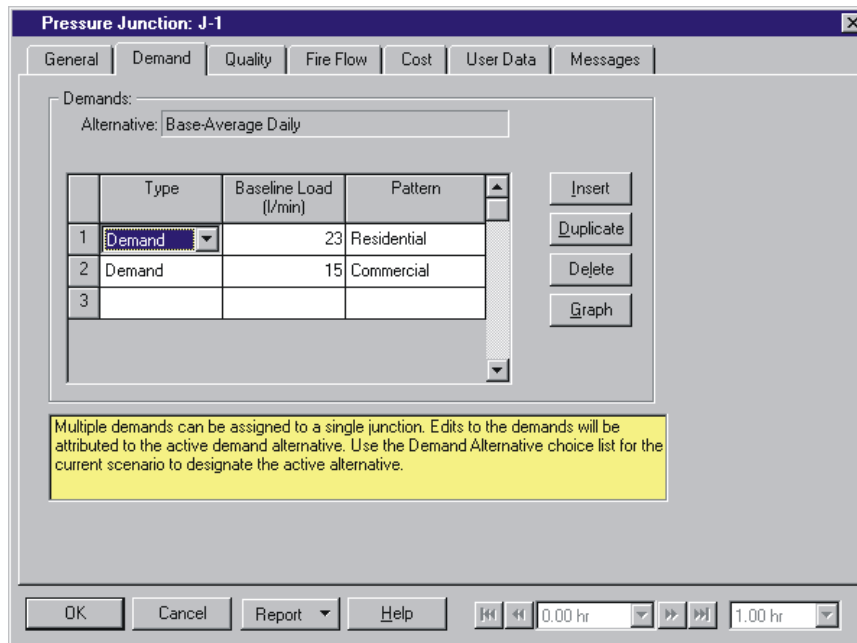 Pressure Junction: J-1
General Demand Quality Fire Flow Cost User Data Messages
Demands:
Alternative: Base-Average Daily
Type Baseline Load (l/min) Pattern
1 Demand 23 Residential
2 Demand 15 Commercial
3
Insert
Duplicate
Delete
Graph
Multiple demands can be assigned to a single junction. Edits to the demands will be
attributed to the active demand alternative. Use the Demand Alternative choice list for the
current scenario to designate the active alternative.
OK Cancel Report Help 0.00 hr 1.00 hr